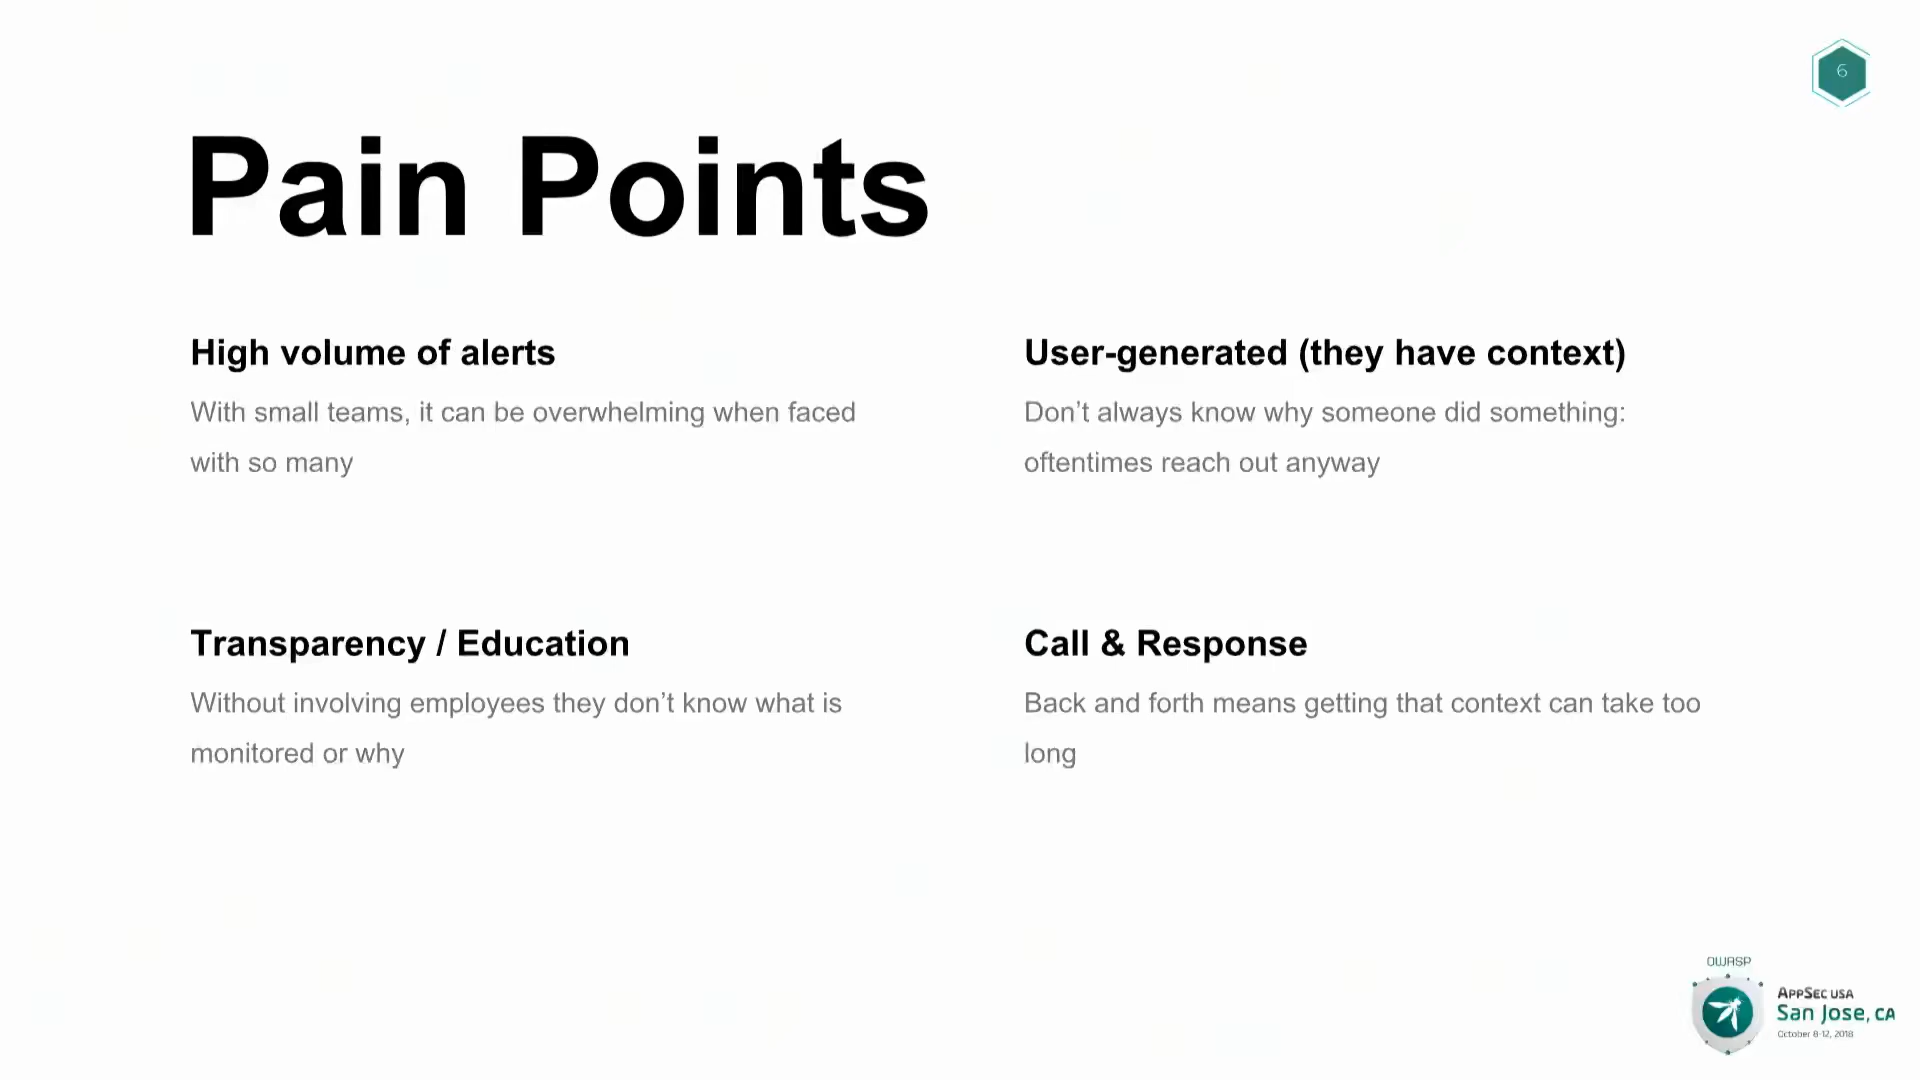 6
Pain Points
High volume of alerts
With small teams, it can be overwhelming when faced
with so many
User-generated (they have context)
Don’t always know why someone did something:
oftentimes reach out anyway
Transparency / Education
Without involving employees they don’t know what is
monitored or why
Call & Response
Back and forth means getting that context can take too
long
OWASP
APPSEC USA
San Jose, CA
October 8-12, 2018